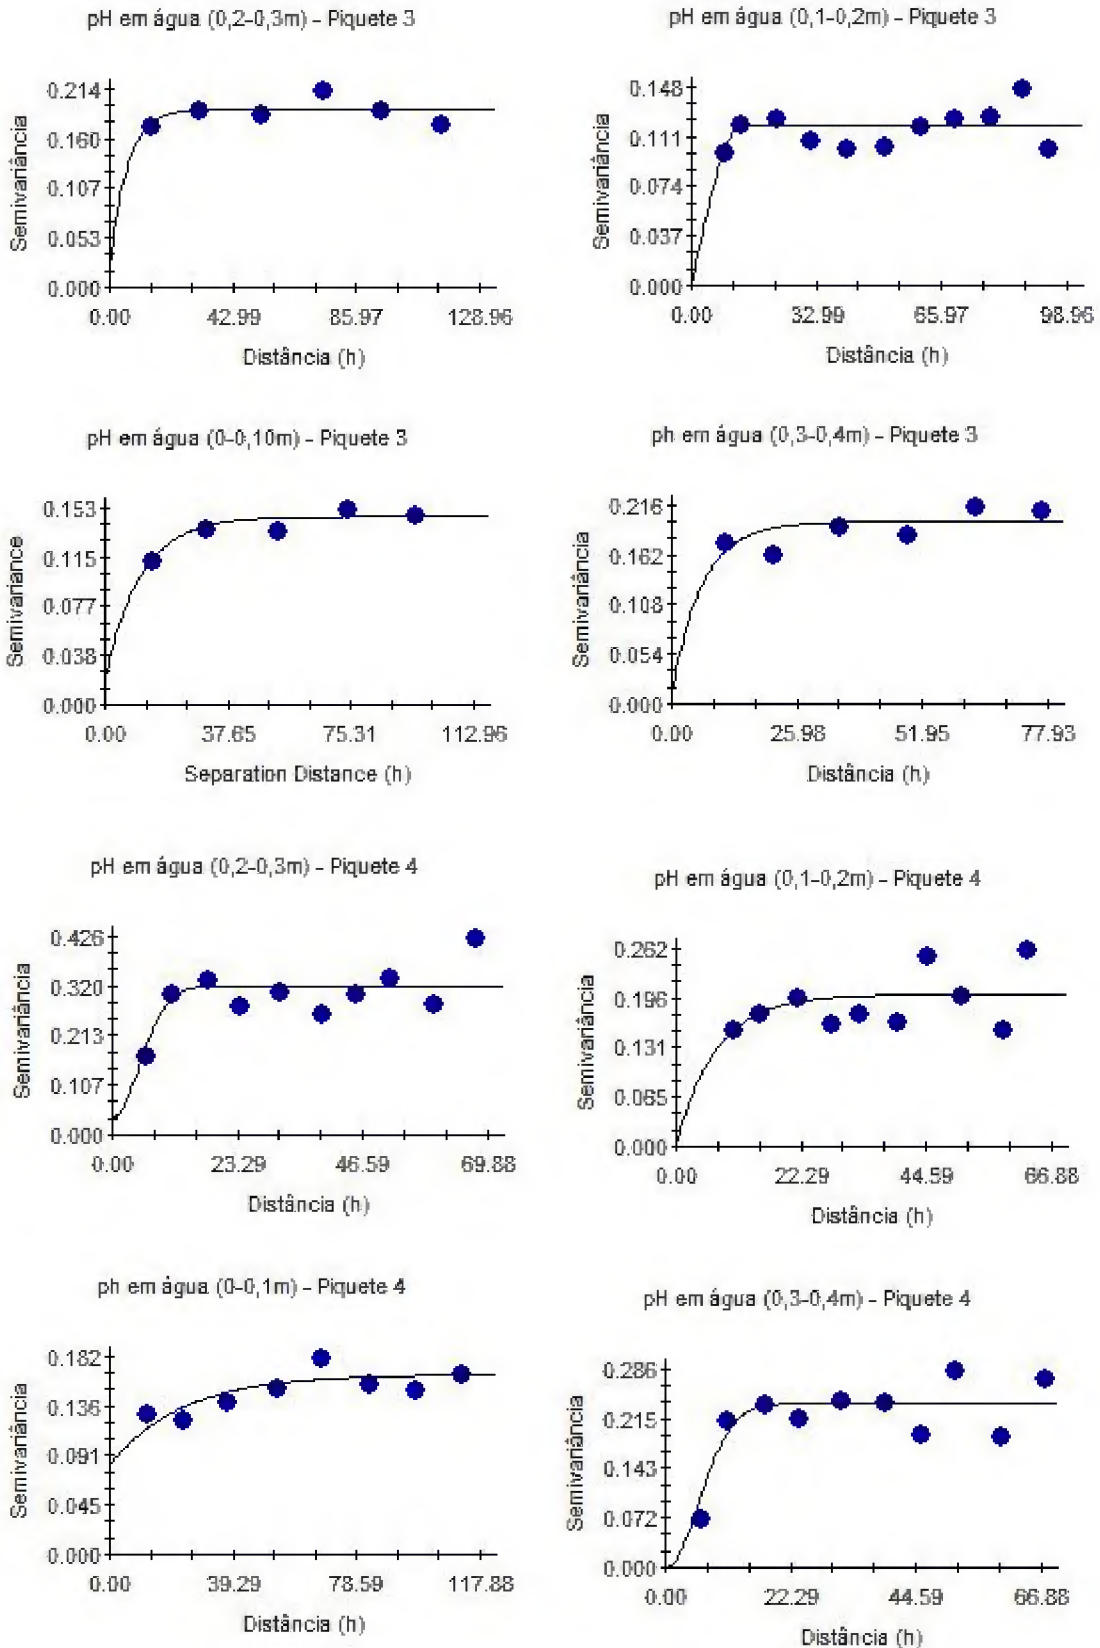 pH em água (0,2-0,3m) - Piquete 3
Semivariância
0.214
0.160
0.107
0.053
0.000
0.00 42.99 85.97 128.96
Distância (h)
pH em água (0,1-0,2m) - Piquete 3
Semivariância
0.148
0.111
0.074
0.037
0.000
0.00 32.99 65.97 98.96
Distância (h)
pH em água (0-0,10m) - Piquete 3
Semivariance
0.153
0.115
0.077
0.038
0.000
0.00 37.65 75.31 112.96
Separation Distance (h)
ph em água (0,3-0,4m) - Piquete 3
Semivariância
0.216
0.162
0.108
0.054
0.000
0.00 25.98 51.95 77.93
Distância (h)
pH em água (0,2-0,3m) - Piquete 4
Semivariância
0.426
0.320
0.213
0.107
0.000
0.00 23.29 46.59 69.88
Distância (h)
pH em água (0,1-0,2m) - Piquete 4
Semivariância
0.262
0.196
0.131
0.065
0.000
0.00 22.29 44.59 66.88
Distância (h)
ph em água (0-0,1m) - Piquete 4
Semivariância
0.182
0.136
0.091
0.045
0.000
0.00 39.29 78.59 117.88
Distância (h)
pH em água (0,3-0,4m) - Piquete 4
Semivariância
0.286
0.215
0.143
0.072
0.000
0.00 22.29 44.59 66.88
Distância (h)